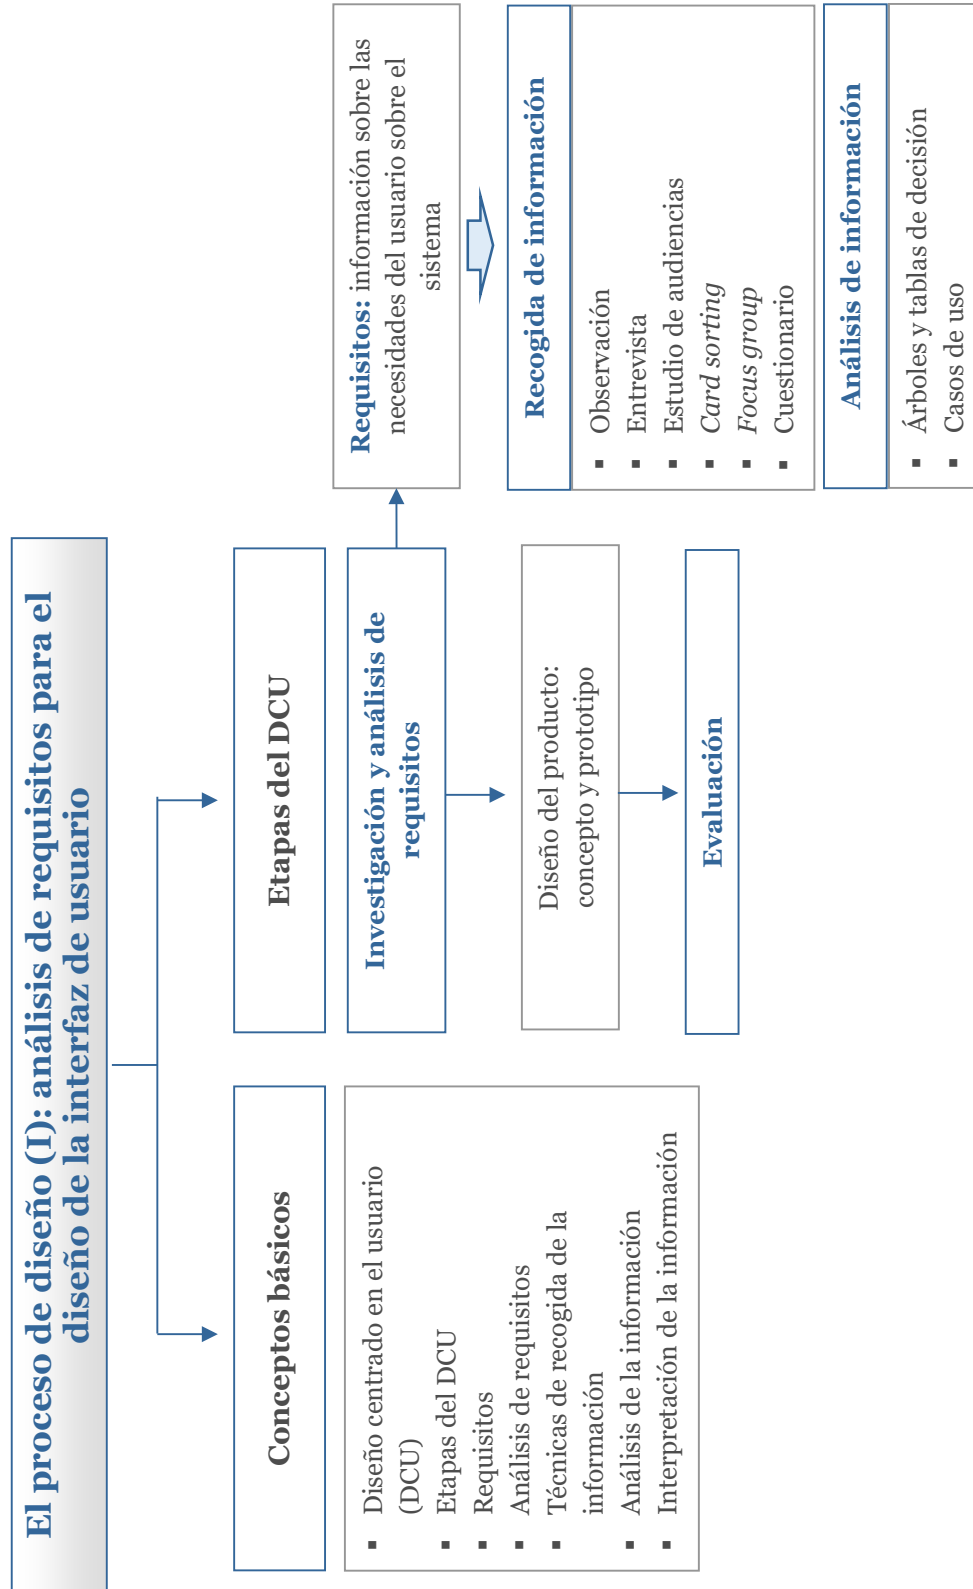 El proceso de diseño (I): análisis de requisitos para el
diseño de la interfaz de usuario
Conceptos básicos
▪ Diseño centrado en el usuario
(DCU)
▪ Etapas del DCU
▪ Requisitos
▪ Análisis de requisitos
▪ Técnicas de recogida de la
información
▪ Análisis de la información
▪ Interpretación de la información
Etapas del DCU
Investigación y análisis de
requisitos
Diseño del producto:
concepto y prototipo
Evaluación
Requisitos: información sobre las
necesidades del usuario sobre el
sistema
Recogida de información
▪ Observación
▪ Entrevista
▪ Estudio de audiencias
▪ Card sorting
▪ Focus group
▪ Cuestionario
Análisis de información
▪ Árboles y tablas de decisión
▪ Casos de uso